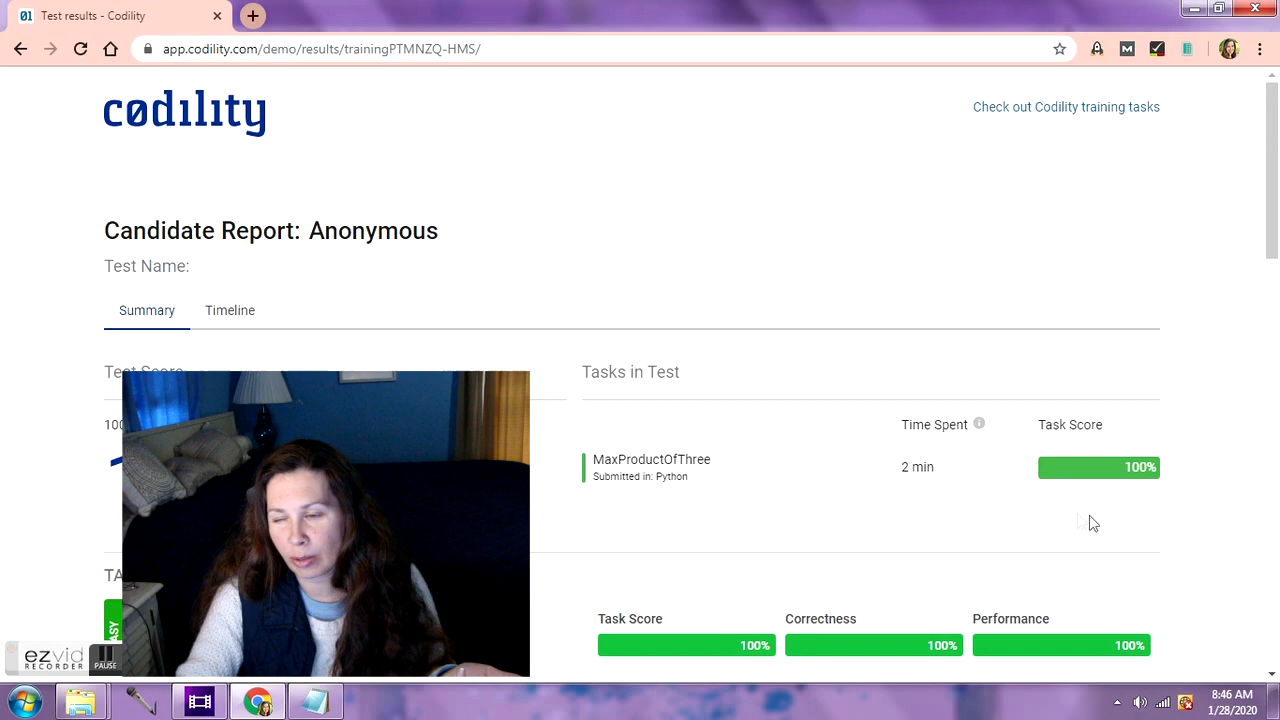 Test results - Codility
app.codility.com/demo/results/trainingPTMNZQ-HMS/
codility
Check out Codility training tasks
Candidate Report: Anonymous
Test Name:
Summary
Timeline
Test Score
Tasks in Test
Time Spent
Task Score
MaxProductOfThree
Submitted in: Python
2 min
100%
Task Score
Correctness
Performance
100%
100%
100%
ezvid
RECORDER
PAUSE
8:46 AM
1/28/2020